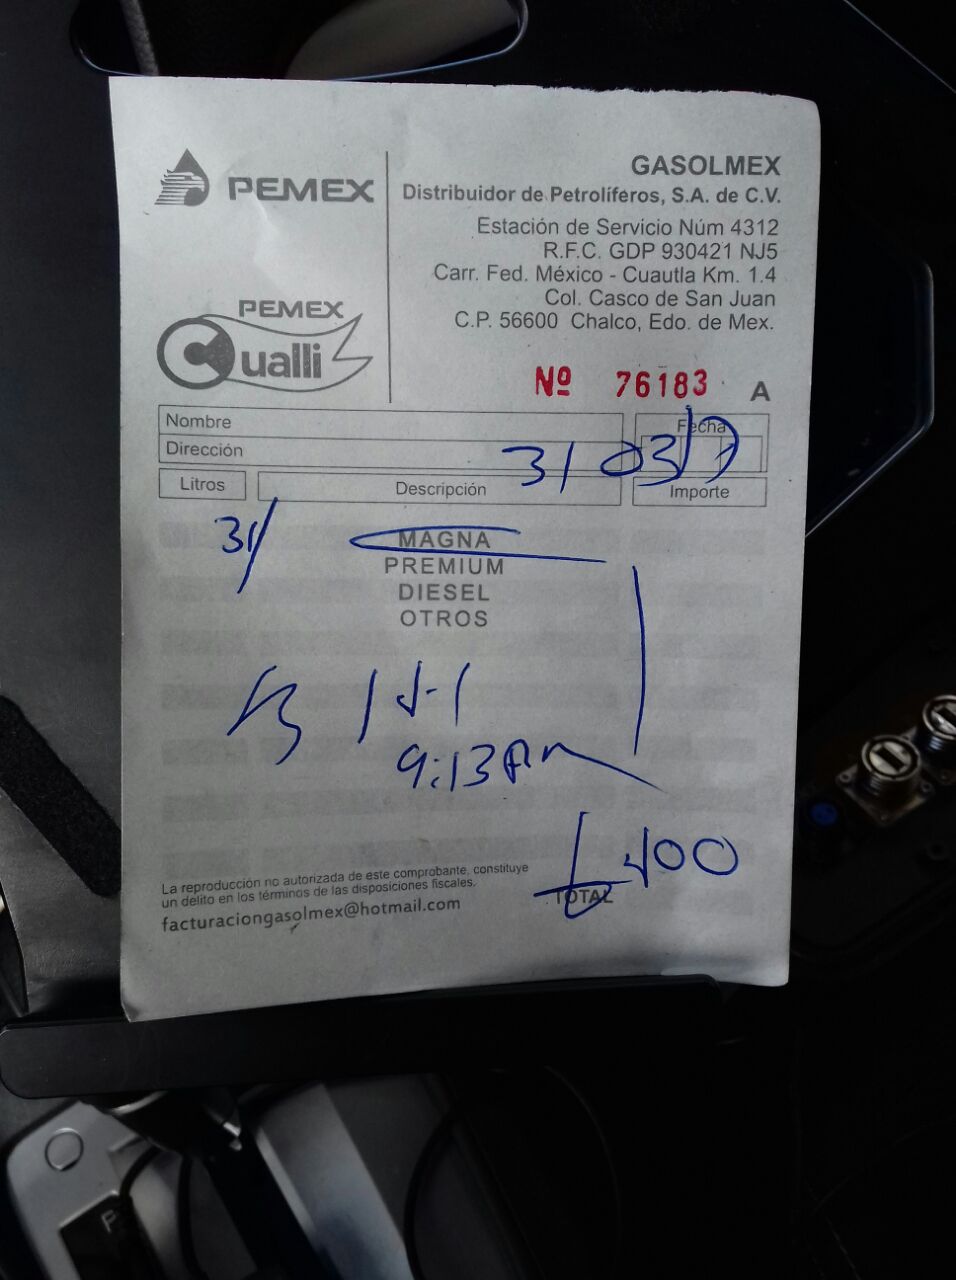 PEMEX
GASOLMEX
Distribuidor de Petrolíferos, S.A. de C.V.
Estación de Servicio Núm 4312
R.F.C. GDP 930421 NJ5
Carr. Fed. México - Cuautla Km. 1.4
Col. Casco de San Juan
C.P. 56600 Chalco, Edo. de Mex.
PEMEX
Cualli
Nº 76183 A
Nombre
Fecha
Dirección
31 03/17
Litros Descripción Importe
31/
MAGNA
PREMIUM
DIESEL
OTROS
9:13 Am
400
La reproducción no autorizada de este comprobante, constituye
un delito en los términos de las disposiciones fiscales.
TOTAL
facturaciongasolmex@hotmail.com
P